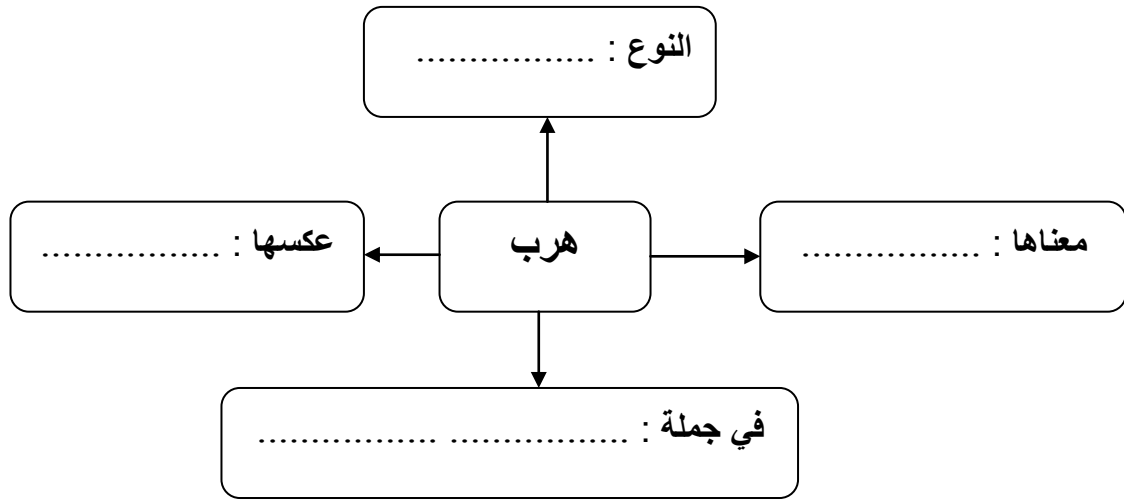 النوع : .................
معناها : .................
هرب
عكسها : .................
في جملة : ................. .................